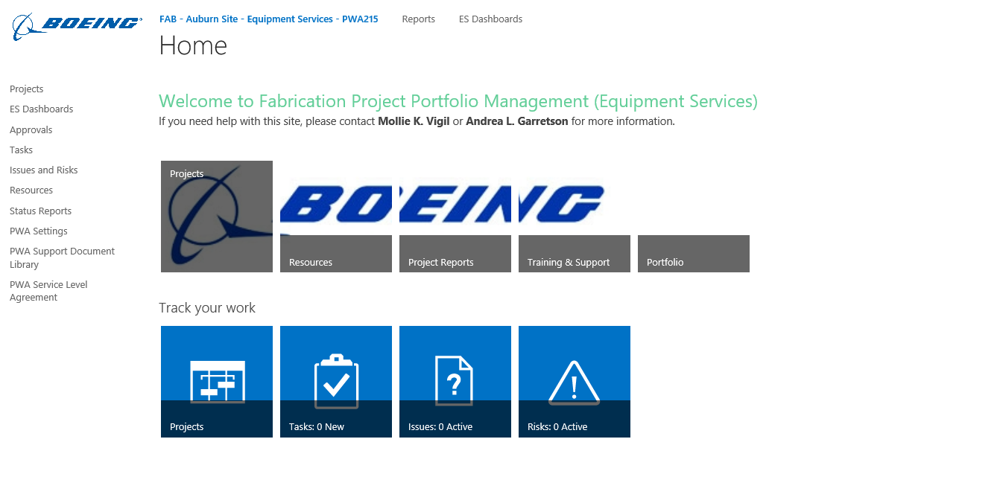 BOEING
FAB - Auburn Site - Equipment Services - PWA215 Reports ES Dashboards
Home
Projects
ES Dashboards
Approvals
Tasks
Issues and Risks
Resources
Status Reports
PWA Settings
PWA Support Document
Library
PWA Service Level
Agreement
Welcome to Fabrication Project Portfolio Management (Equipment Services)
If you need help with this site, please contact Mollie K. Vigil or Andrea L. Garretson for more information.
Projects
BOEING
Resources
Project Reports
Training & Support
Portfolio
Track your work
Projects
Tasks: 0 New
Issues: 0 Active
Risks: 0 Active